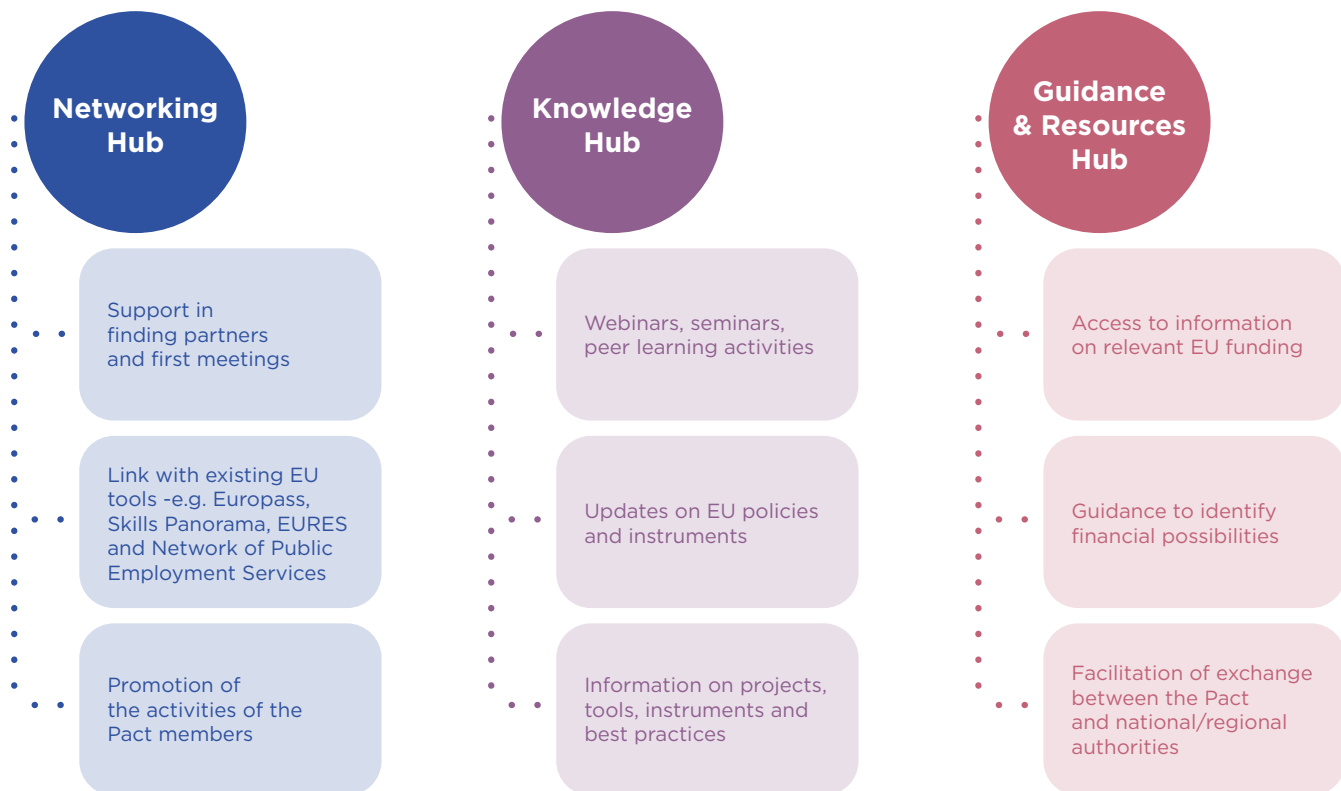 Networking
Hub
Support in
finding partners
and first meetings
Link with existing EU
tools -e.g. Europass,
Skills Panorama, EURES
and Network of Public
Employment Services
Promotion of
the activities of the
Pact members
Knowledge
Hub
Webinars, seminars,
peer learning activities
Updates on EU policies
and instruments
Information on projects,
tools, instruments and
best practices
Guidance
& Resources
Hub
Access to information
on relevant EU funding
Guidance to identify
financial possibilities
Facilitation of exchange
between the Pact
and national/regional
authorities